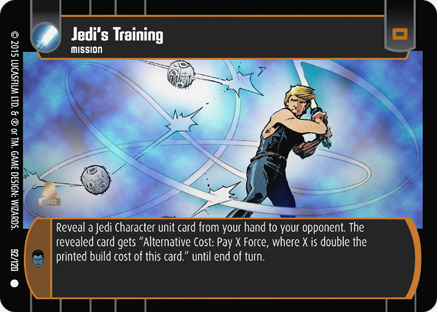 Jedi's Training
MISSION
0
Reveal a Jedi Character unit card from your hand to your opponent. The
revealed card gets "Alternative Cost: Pay X Force, where X is double the
printed build cost of this card." until end of turn.
© 2015 LUCASFILM LTD. & ® or TM. GAME DESIGN: WIZARDS.
92/120